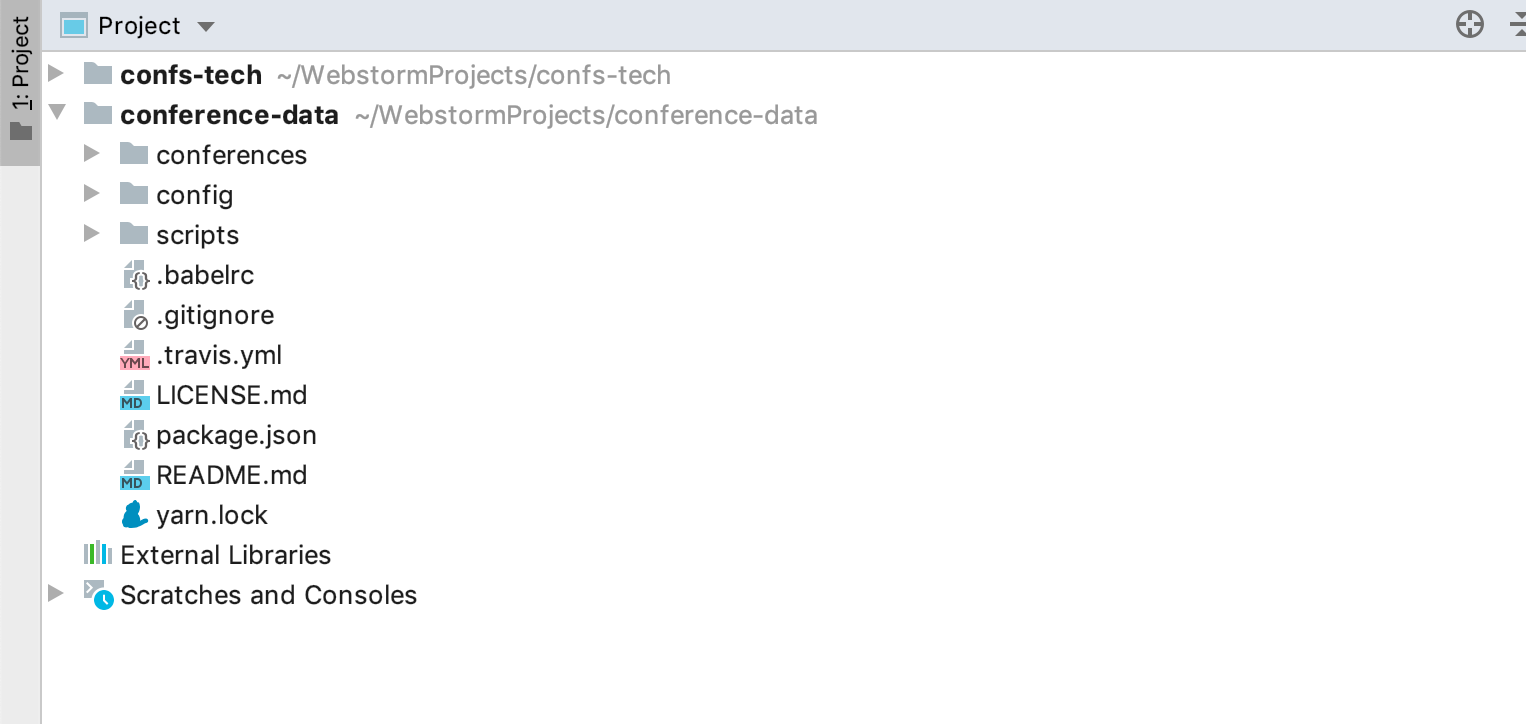 1: Project
Project
confs-tech ~/WebstormProjects/confs-tech
conference-data ~/WebstormProjects/conference-data
conferences
config
scripts
{} .babelrc
.gitignore
YML .travis.yml
MD LICENSE.md
{} package.json
MD README.md
yarn.lock
External Libraries
Scratches and Consoles